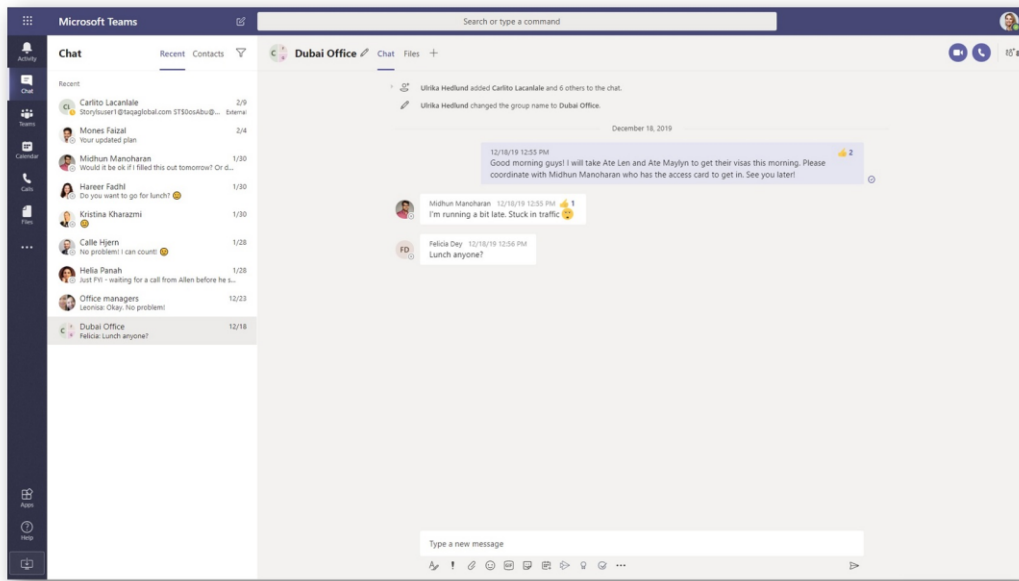 Microsoft Teams
Search or type a command
Activity
Chat
Teams
Calendar
Calls
Files
Apps
Help
Chat
Recent Contacts
Recent
Cl
Carlito Lacanlale 2/9
Storylsuser1@taqaglobal.com ST$0osAbu@... External
Mones Faizal 2/4
Your updated plan
Midhun Manoharan 1/30
Would it be ok if I filled this out tomorrow? Or d...
Hareer Fadhl 1/30
Do you want to go for lunch? 😊
Kristina Kharazmi 1/30
😊
Calle Hjern 1/28
No problem! I can count! 😉
Helia Panah 1/28
Just FYI - waiting for a call from Allen before he s...
Office managers 12/23
Leonisa: Okay. No problem!
C
Dubai Office 12/18
Felicia: Lunch anyone?
C
Dubai Office Chat Files +
Ulrika Hedlund added Carlito Lacanlale and 6 others to the chat.
Ulrika Hedlund changed the group name to Dubai Office.
December 18, 2019
12/18/19 12:55 PM 👍 2
Good morning guys! I will take Ate Len and Ate Maylyn to get their visas this morning. Please
coordinate with Midhun Manoharan who has the access card to get in. See you later!
Midhun Manoharan 12/18/19 12:55 PM 👍 1
I'm running a bit late. Stuck in traffic 😲
FD
Felicia Dey 12/18/19 12:56 PM
Lunch anyone?
Type a new message
GIF